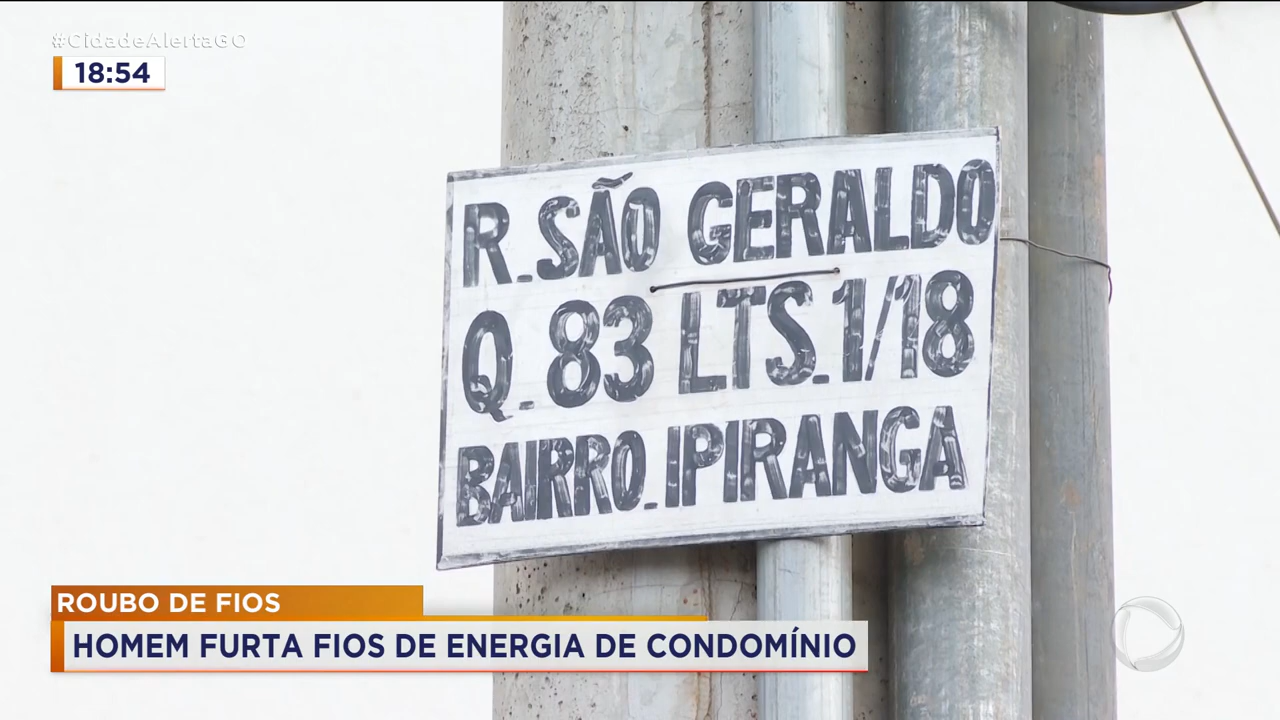 #CidadeAlertaGO
18:54
R. SÃO GERALDO
Q. 83 LTS. 1/18
BAIRRO. IPIRANGA
ROUBO DE FIOS
HOMEM FURTA FIOS DE ENERGIA DE CONDOMÍNIO